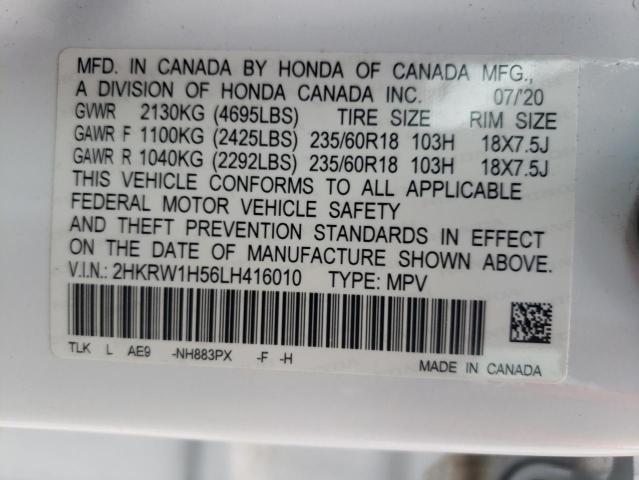 MFD. IN CANADA BY HONDA OF CANADA MFG.,
A DIVISION OF HONDA CANADA INC. 07/'20
GVWR 2130KG (4695LBS) TIRE SIZE RIM SIZE
GAWR F 1100KG (2425LBS) 235/60R18 103H 18X7.5J
GAWR R 1040KG (2292LBS) 235/60R18 103H 18X7.5J
THIS VEHICLE CONFORMS TO ALL APPLICABLE
FEDERAL MOTOR VEHICLE SAFETY
AND THEFT PREVENTION STANDARDS IN EFFECT
ON THE DATE OF MANUFACTURE SHOWN ABOVE.
V.I.N.: 2HKRW1H56LH416010 TYPE: MPV
TLK L AE9 -NH883PX -F -H
MADE IN CANADA